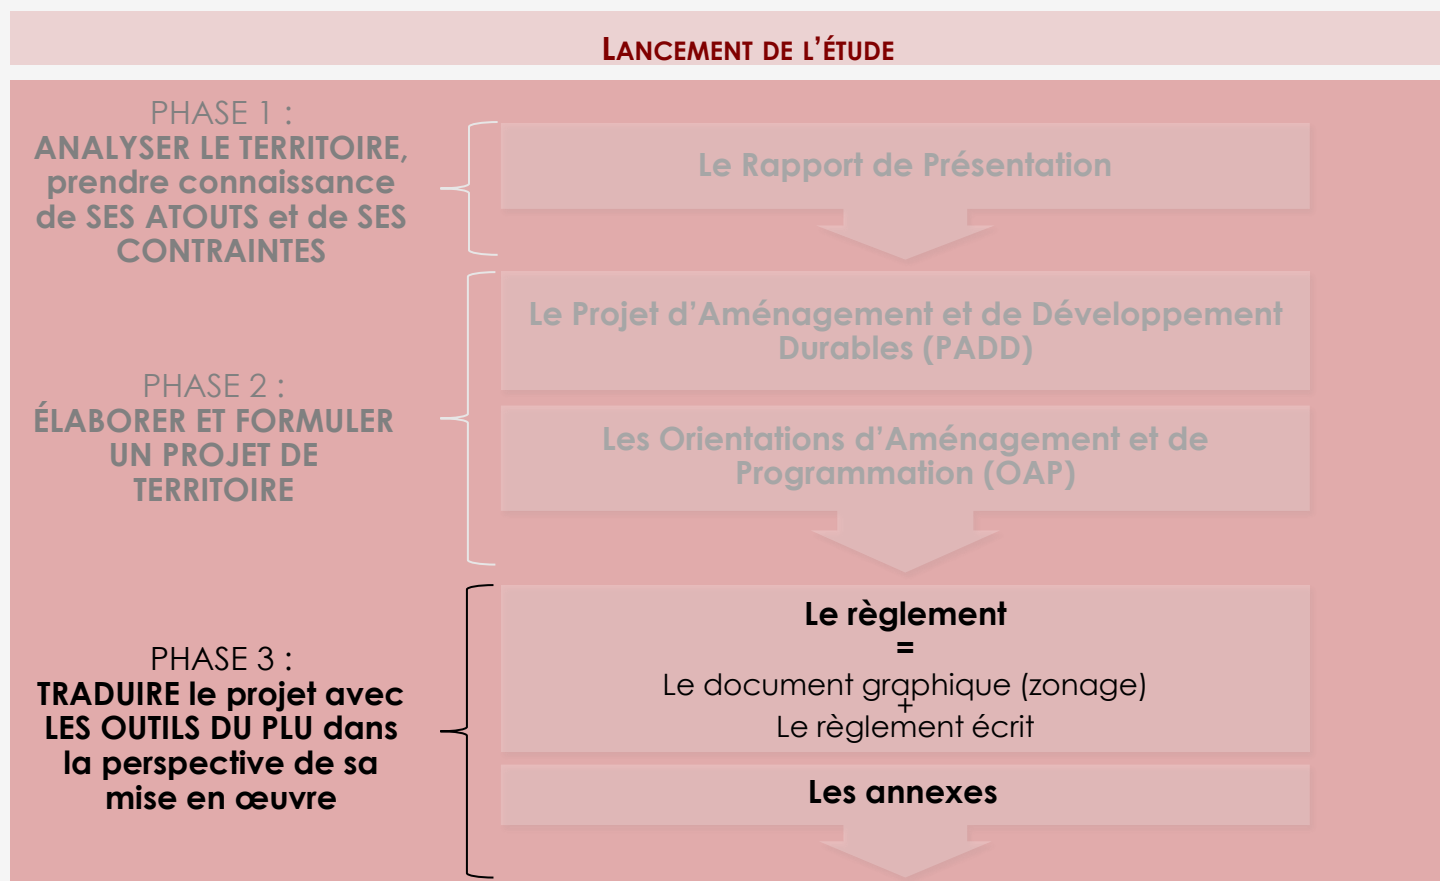 LANCEMENT DE L’ÉTUDE
PHASE 1 :
ANALYSER LE TERRITOIRE,
prendre connaissance
de SES ATOUTS et de SES
CONTRAINTES
Le Rapport de Présentation
PHASE 2 :
ÉLABORER ET FORMULER
UN PROJET DE
TERRITOIRE
Le Projet d’Aménagement et de Développement
Durables (PADD)
Les Orientations d’Aménagement et de
Programmation (OAP)
PHASE 3 :
TRADUIRE le projet avec
LES OUTILS DU PLU dans
la perspective de sa
mise en œuvre
Le règlement
=
Le document graphique (zonage)
+
Le règlement écrit
Les annexes